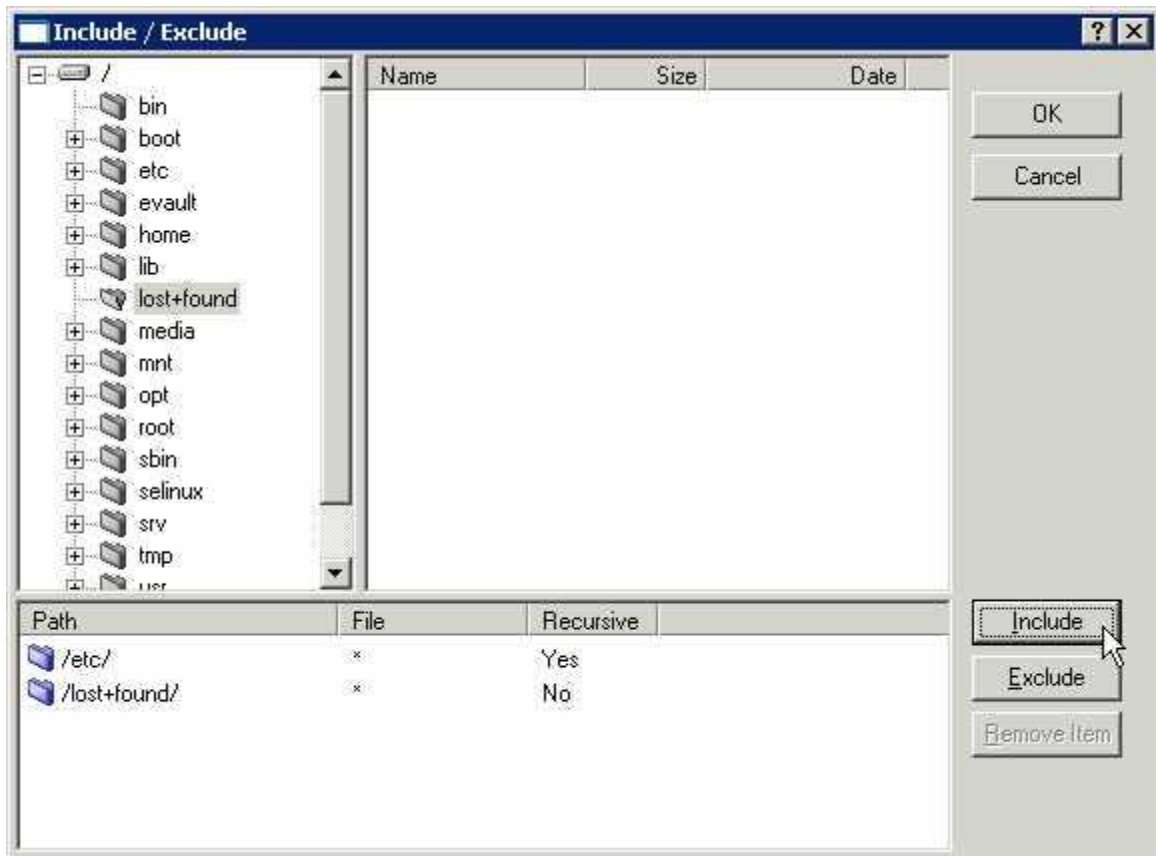 Include / Exclude
/
bin
boot
etc
evault
home
lib
lost+found
media
mnt
opt
root
sbin
selinux
srv
tmp
usr
Name Size Date
OK
Cancel
Path File Recursive
/etc/ * Yes
/lost+found/ * No
Include
Exclude
Remove Item